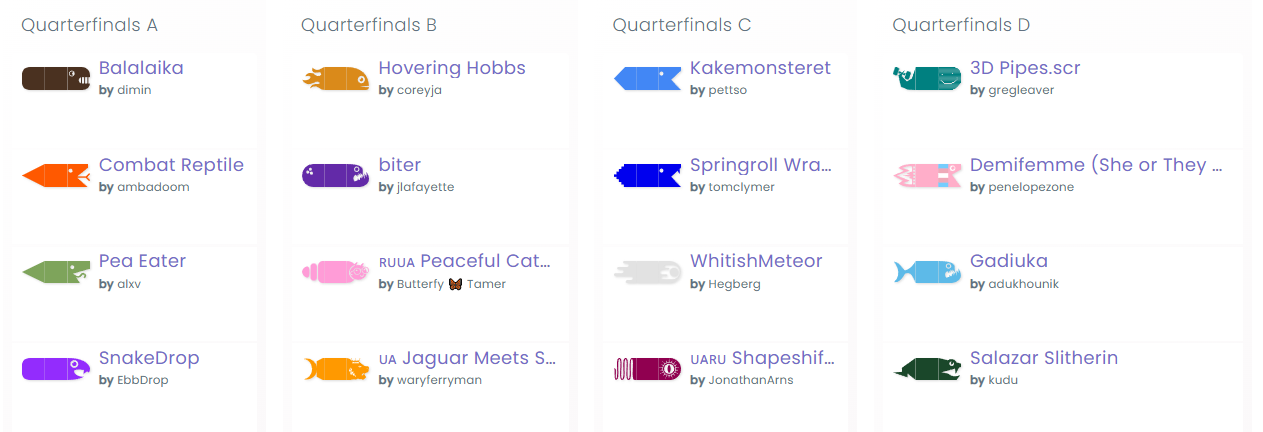 Quarterfinals A
Balalaika
by dimin
Combat Reptile
by ambadoom
Pea Eater
by alxv
SnakeDrop
by EbbDrop
Quarterfinals B
Hovering Hobbs
by coreyja
biter
by jlafayette
RUUA Peaceful Cat...
by Butterfy 🦋 Tamer
UA Jaguar Meets S...
by waryferryman
Quarterfinals C
Kakemonsteret
by pettso
Springroll Wra...
by tomclymer
WhitishMeteor
by Hegberg
UARU Shapeshif...
by JonathanArns
Quarterfinals D
3D Pipes.scr
by gregleaver
Demifemme (She or They ...
by penelopezone
Gadiuka
by adukhounik
Salazar Slitherin
by kudu